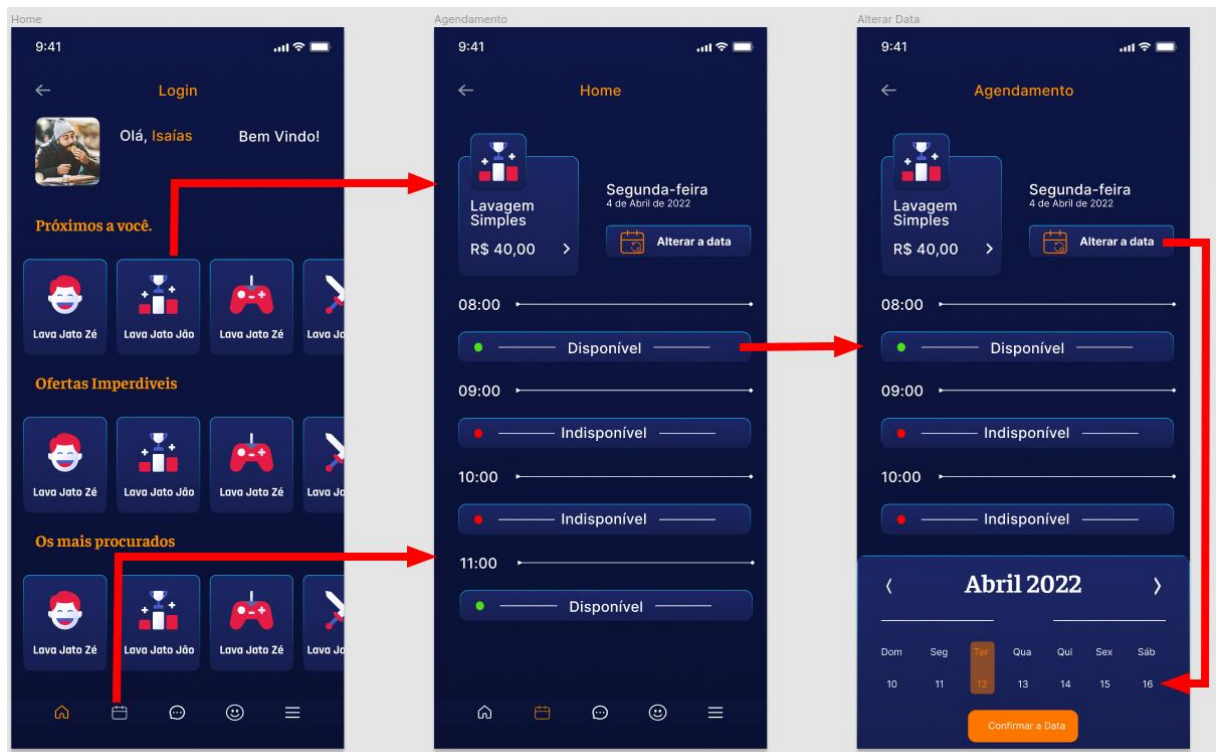 Home
9:41
Login
Olá, Isaías
Bem Vindo!
Próximos a você.
Lava Jato Zé
Lava Jato Jão
Lava Jato Zé
Lava Ja
Ofertas Imperdiveis
Lava Jato Zé
Lava Jato Jão
Lava Jato Zé
Lava Ja
Os mais procurados
Lava Jato Zé
Lava Jato Jão
Lava Jato Zé
Lava Ja
Agendamento
9:41
Home
Lavagem
Simples
R$ 40,00
Segunda-feira
4 de Abril de 2022
Alterar a data
08:00
Disponível
09:00
Indisponível
10:00
Indisponível
11:00
Disponível
Alterar Data
9:41
Agendamento
Lavagem
Simples
R$ 40,00
Segunda-feira
4 de Abril de 2022
Alterar a data
08:00
Disponível
09:00
Indisponível
10:00
Indisponível
Abril 2022
Dom Seg Ter Qua Qui Sex Sáb
10 11 12 13 14 15 16
Confirmar a Data